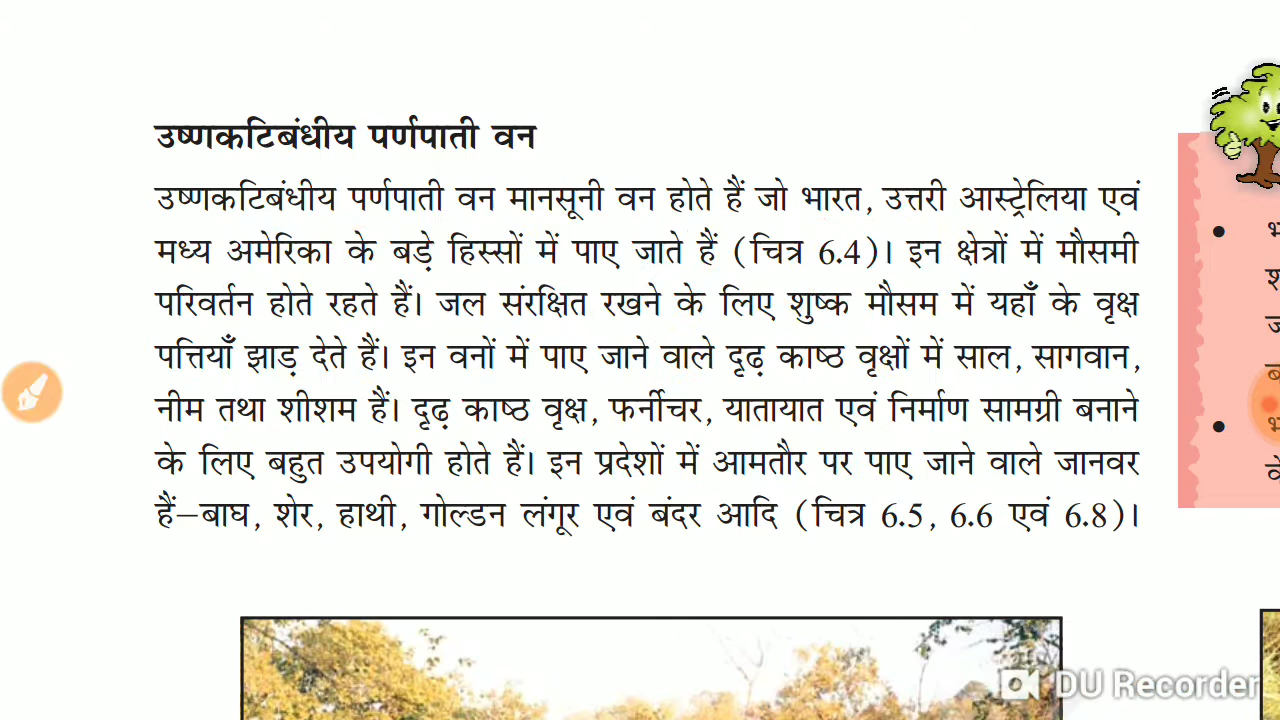 उष्णकटिबंधीय पर्णपाती वन
उष्णकटिबंधीय पर्णपाती वन मानसूनी वन होते हैं जो भारत, उत्तरी आस्ट्रेलिया एवं
मध्य अमेरिका के बड़े हिस्सों में पाए जाते हैं (चित्र 6.4)। इन क्षेत्रों में मौसमी
परिवर्तन होते रहते हैं। जल संरक्षित रखने के लिए शुष्क मौसम में यहाँ के वृक्ष
पत्तियाँ झाड़ देते हैं। इन वनों में पाए जाने वाले दृढ़ काष्ठ वृक्षों में साल, सागवान,
नीम तथा शीशम हैं। दृढ़ काष्ठ वृक्ष, फर्नीचर, यातायात एवं निर्माण सामग्री बनाने
के लिए बहुत उपयोगी होते हैं। इन प्रदेशों में आमतौर पर पाए जाने वाले जानवर
हैं–बाघ, शेर, हाथी, गोल्डन लंगूर एवं बंदर आदि (चित्र 6.5, 6.6 एवं 6.8)।
DU Recorder